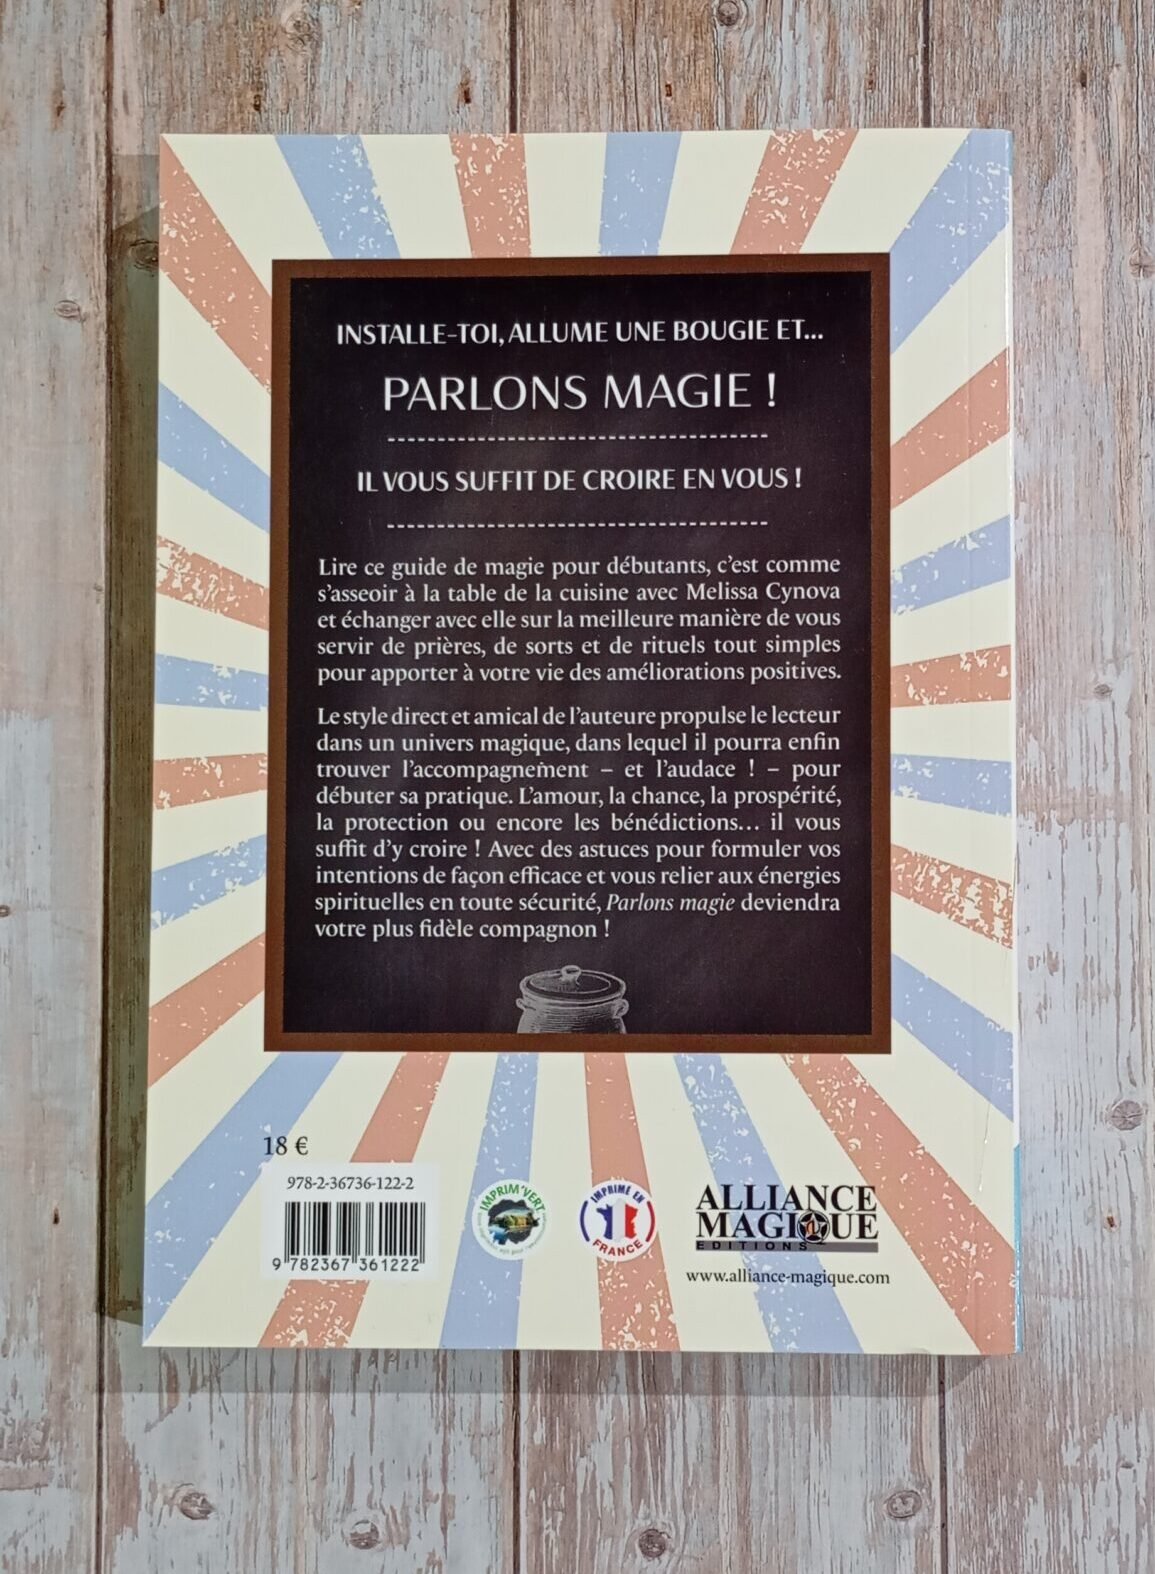 INSTALLE-TOI, ALLUME UNE BOUGIE ET...
PARLONS MAGIE !
IL VOUS SUFFIT DE CROIRE EN VOUS !
Lire ce guide de magie pour débutants, c'est comme
s'asseoir à la table de la cuisine avec Melissa Cynova
et échanger avec elle sur la meilleure manière de vous
servir de prières, de sorts et de rituels tout simples
pour apporter à votre vie des améliorations positives.
Le style direct et amical de l'auteure propulse le lecteur
dans un univers magique, dans lequel il pourra enfin
trouver l'accompagnement – et l'audace ! – pour
débuter sa pratique. L'amour, la chance, la prospérité,
la protection ou encore les bénédictions… il vous
suffit d'y croire ! Avec des astuces pour formuler vos
intentions de façon efficace et vous relier aux énergies
spirituelles en toute sécurité, Parlons magie deviendra
votre plus fidèle compagnon !
18 €
978-2-36736-122-2
9 782367 361222
IMPRIM'VERT
IMPRIMÉ EN
FRANCE
ALLIANCE
MAGIQUE
EDITIONS
www.alliance-magique.com